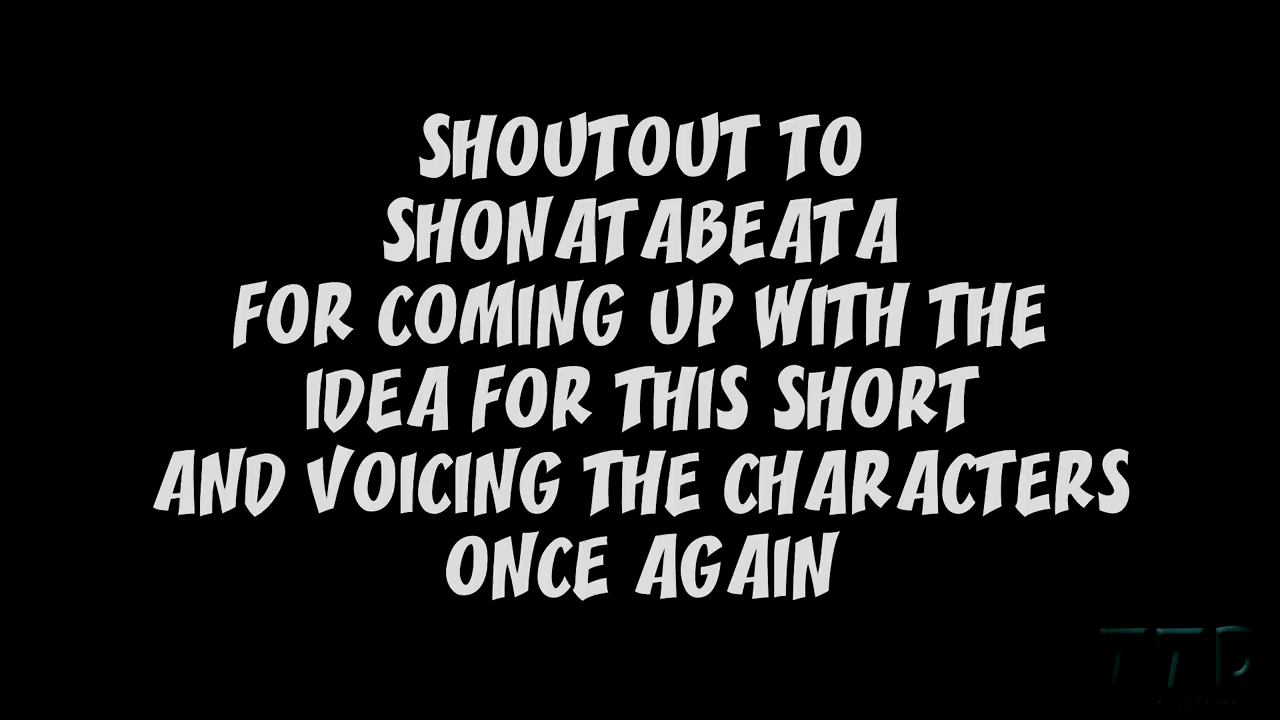 SHOUTOUT TO
SHONATABEATA
FOR COMING UP WITH THE
IDEA FOR THIS SHORT
AND VOICING THE CHARACTERS
ONCE AGAIN